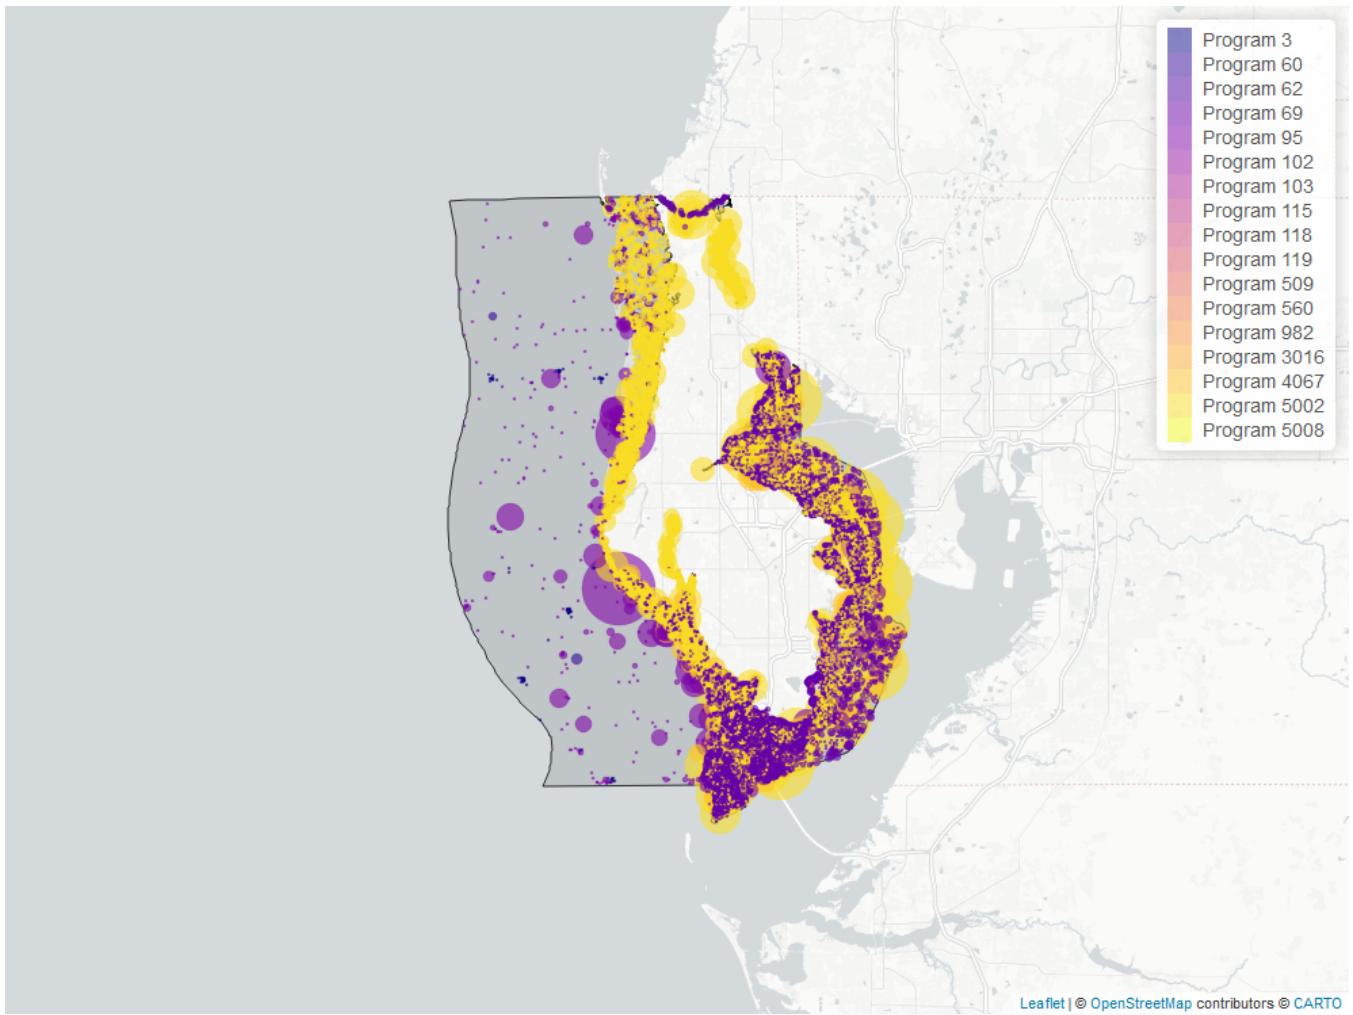 Program 3
Program 60
Program 62
Program 69
Program 95
Program 102
Program 103
Program 115
Program 118
Program 119
Program 509
Program 560
Program 982
Program 3016
Program 4067
Program 5002
Program 5008
Leaflet | © OpenStreetMap contributors © CARTO